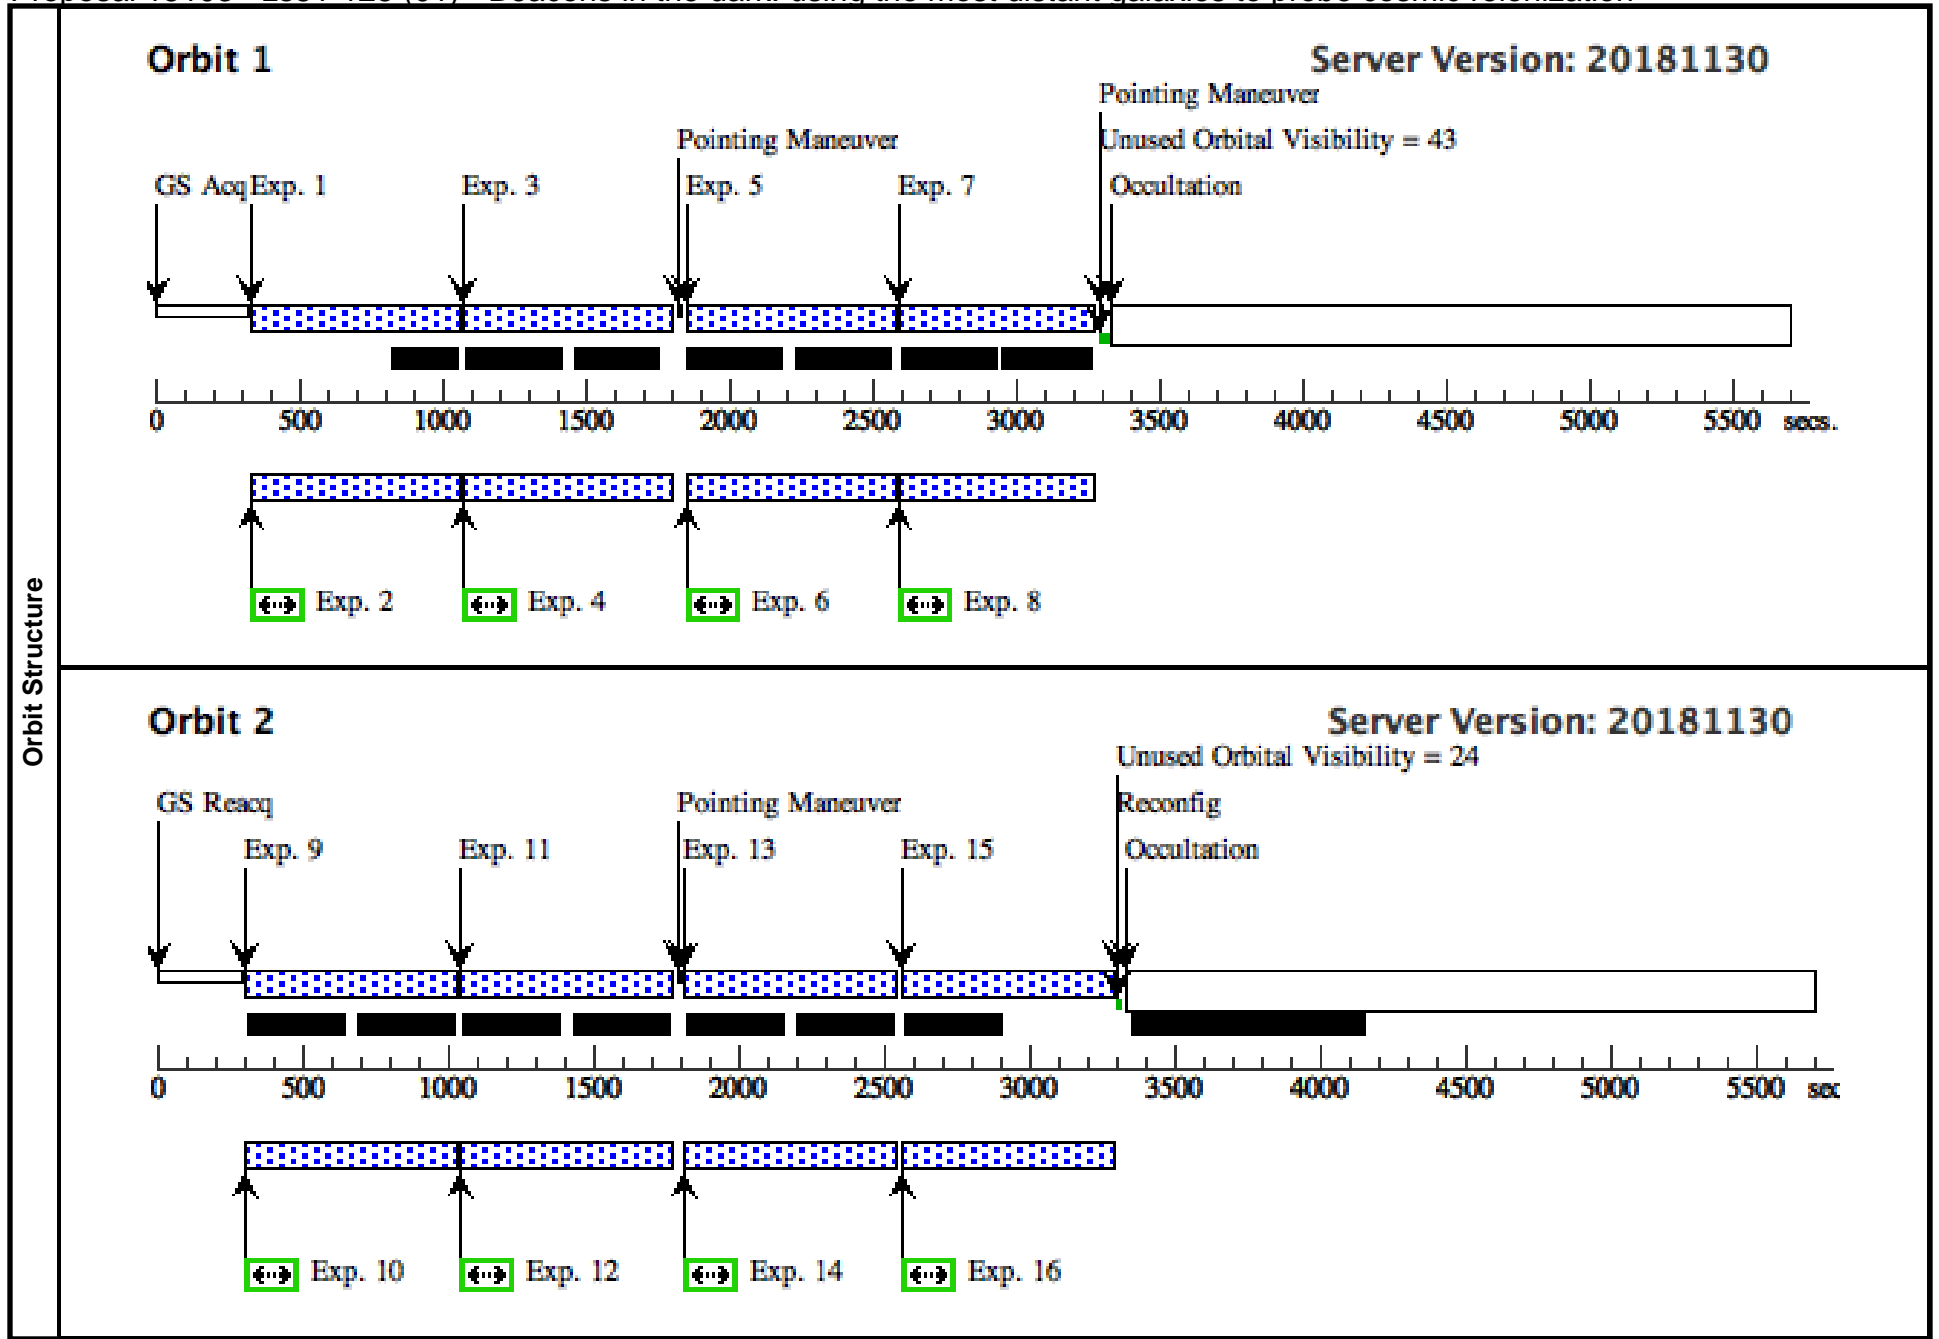 Orbit Structure
Orbit 1
Server Version: 20181130
Pointing Maneuver
Pointing Maneuver
Unused Orbital Visibility = 43
GS Acq
Exp. 1
Exp. 3
Exp. 5
Exp. 7
Occultation
0 500 1000 1500 2000 2500 3000 3500 4000 4500 5000 5500 secs.
Exp. 2
Exp. 4
Exp. 6
Exp. 8
Orbit 2
Server Version: 20181130
Unused Orbital Visibility = 24
GS Reacq
Pointing Maneuver
Reconfig
Exp. 9
Exp. 11
Exp. 13
Exp. 15
Occultation
0 500 1000 1500 2000 2500 3000 3500 4000 4500 5000 5500 sec
Exp. 10
Exp. 12
Exp. 14
Exp. 16